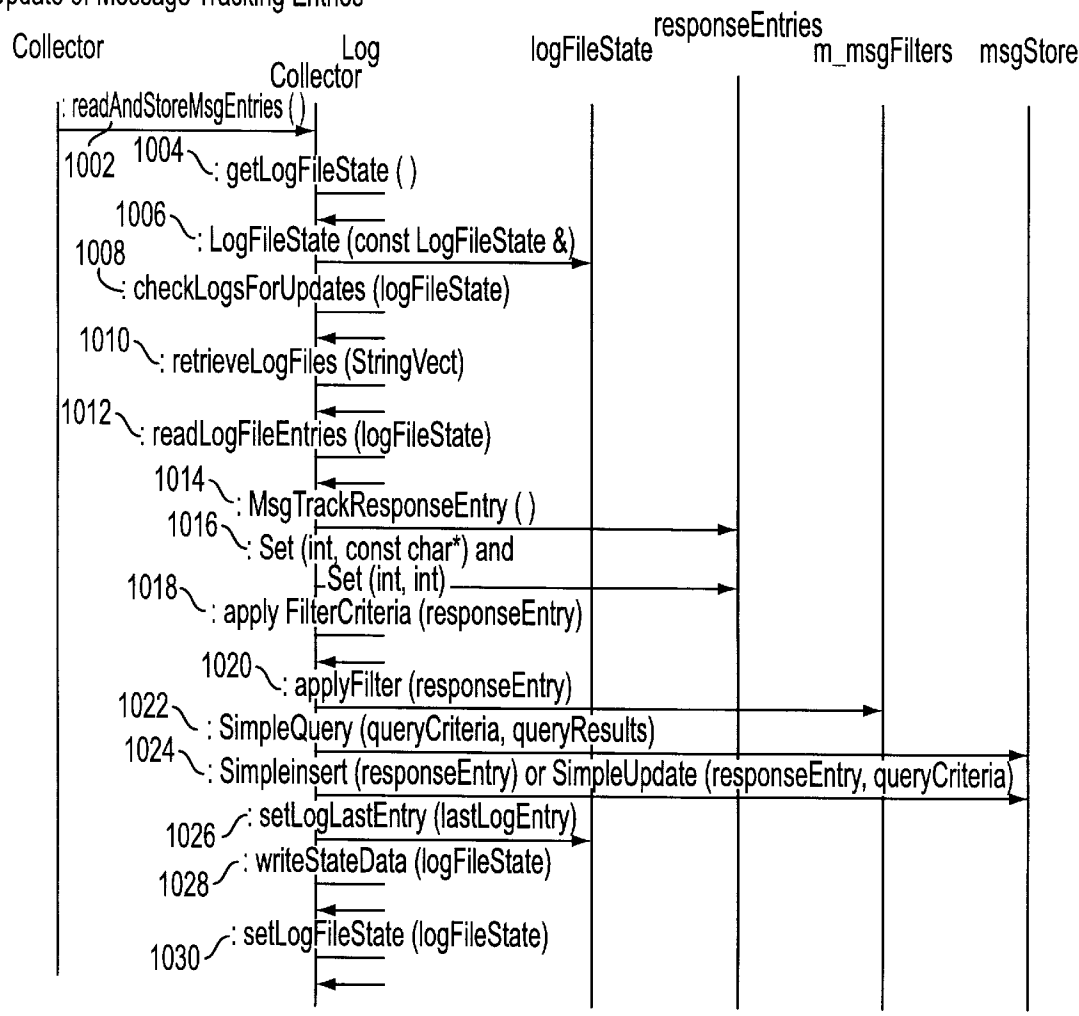 Update of Message Tracking Entries
Collector
Log
Collector
logFileState
responseEntries
m_msgFilters
msgStore
: readAndStoreMsgEntries ( )
1002
1004
: getLogFileState ( )
1006
: LogFileState (const LogFileState &)
1008
: checkLogsForUpdates (logFileState)
1010
: retrieveLogFiles (StringVect)
1012
: readLogFileEntries (logFileState)
1014
: MsgTrackResponseEntry ( )
1016
: Set (int, const char*) and
Set (int, int)
1018
: apply FilterCriteria (responseEntry)
1020
: applyFilter (responseEntry)
1022
: SimpleQuery (queryCriteria, queryResults)
1024
: Simpleinsert (responseEntry) or SimpleUpdate (responseEntry, queryCriteria)
1026
: setLogLastEntry (lastLogEntry)
1028
: writeStateData (logFileState)
1030
: setLogFileState (logFileState)